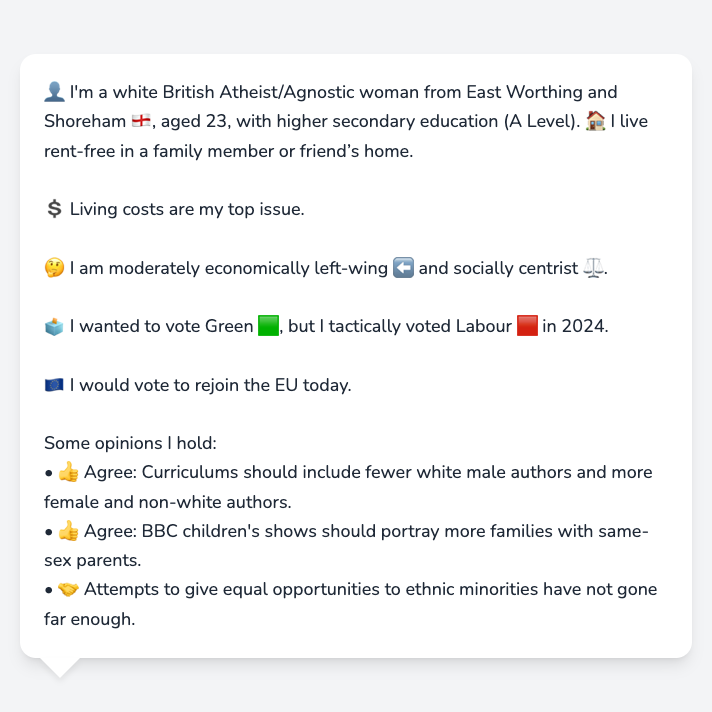 👤 I'm a white British Atheist/Agnostic woman from East Worthing and
Shoreham 🏴󠁧󠁢󠁥󠁮󠁧󠁿, aged 23, with higher secondary education (A Level). 🏠 I live
rent-free in a family member or friend’s home.
💲 Living costs are my top issue.
🤔 I am moderately economically left-wing ⬅️ and socially centrist ⚖️.
🗳️ I wanted to vote Green 🟩, but I tactically voted Labour 🟥 in 2024.
🇪🇺 I would vote to rejoin the EU today.
Some opinions I hold:
• 👍 Agree: Curriculums should include fewer white male authors and more
female and non-white authors.
• 👍 Agree: BBC children's shows should portray more families with same-
sex parents.
• 🤝 Attempts to give equal opportunities to ethnic minorities have not gone
far enough.